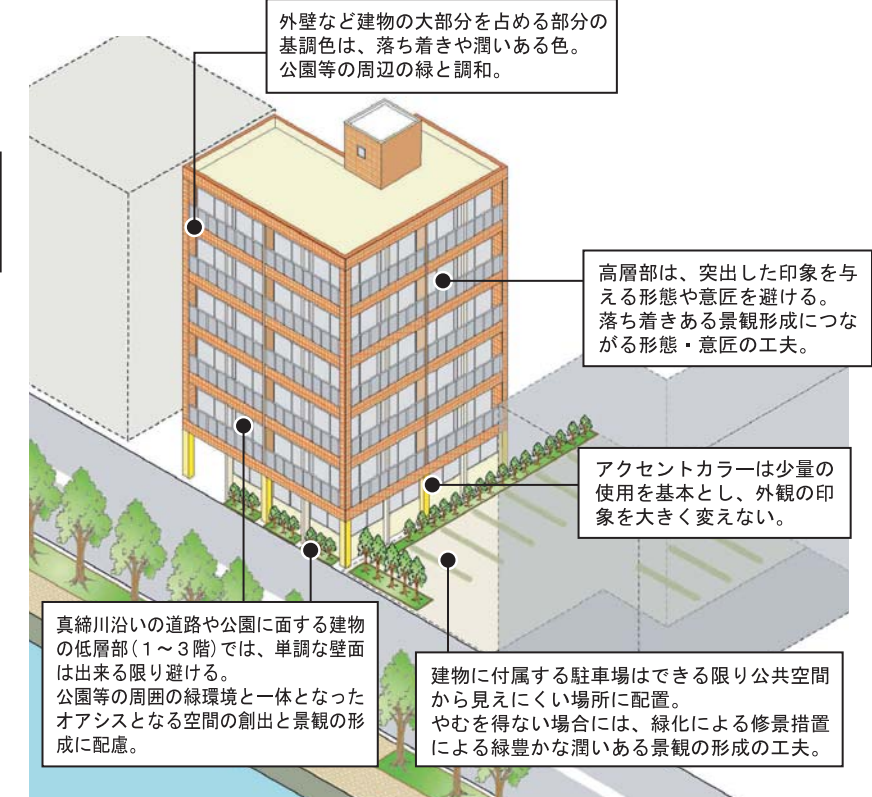 外壁など建物の大部分を占める部分の
基調色は、落ち着きや潤いある色。
公園等の周辺の緑と調和。
高層部は、突出した印象を与
える形態や意匠を避ける。
落ち着きある景観形成につな
がる形態・意匠の工夫。
アクセントカラーは少量の
使用を基本とし、外観の印
象を大きく変えない。
真締川沿いの道路や公園に面する建物
の低層部(1～3階)では、単調な壁面
は出来る限り避ける。
公園等の周囲の緑環境と一体となった
オアシスとなる空間の創出と景観の形
成に配慮。
建物に付属する駐車場はできる限り公共空間
から見えにくい場所に配置。
やむを得ない場合には、緑化による修景措置
による緑豊かな潤いある景観の形成の工夫。